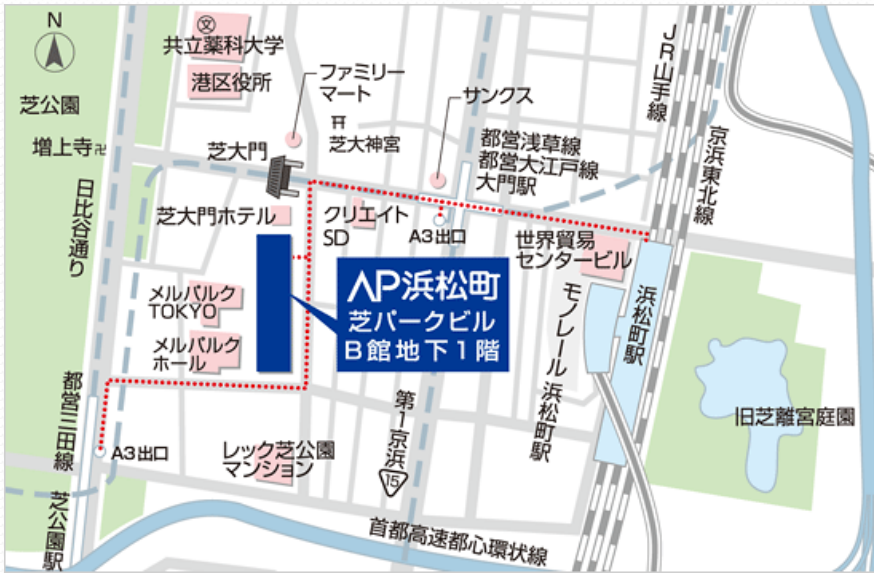 N
文
共立薬科大学
港区役所
芝公園
増上寺卍
ファミリー
マート
芝大神宮
サンクス
芝大門
都営浅草線
都営大江戸線
大門駅
JR山手線
京浜東北線
日比谷通り
芝大門ホテル
クリエイト
SD
A3出口
世界貿易
センタービル
AP浜松町
芝パークビル
B館地下1階
メルパルク
TOKYO
メルパルク
ホール
モノレール浜松町駅
浜松町駅
旧芝離宮庭園
都営三田線
芝公園駅
A3出口
レック芝公園
マンション
第1京浜
15
首都高速都心環状線